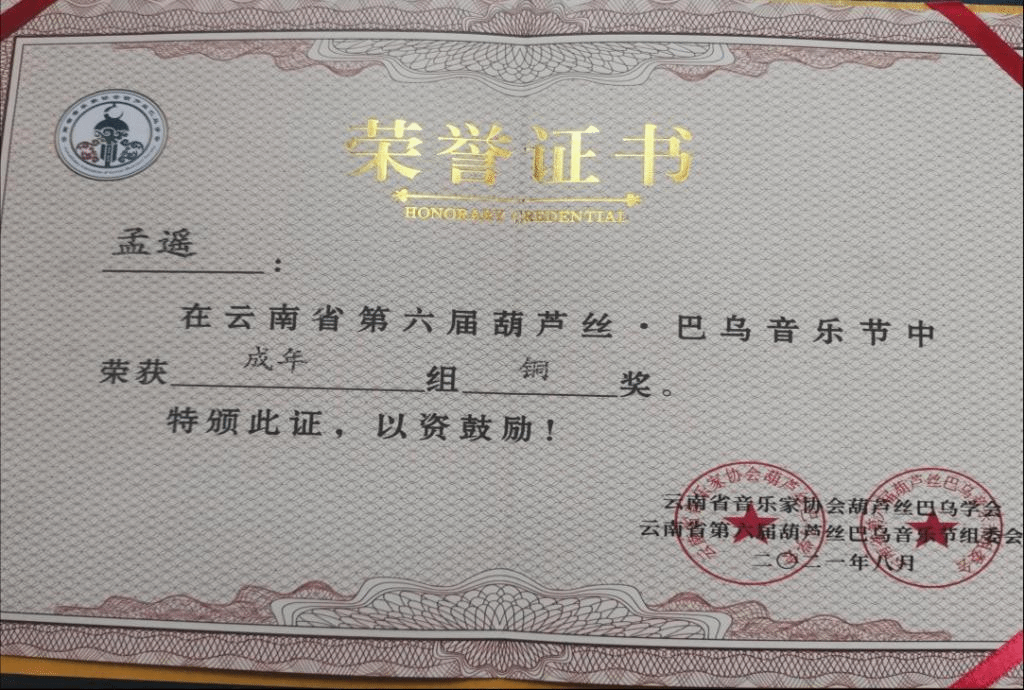 荣誉证书
HONORARY CREDENTIAL
孟遥：
在云南省第六届葫芦丝·巴乌音乐节中
荣获成年组铜奖。
特颁此证，以资鼓励！
云南省音乐家协会葫芦丝巴乌学会
云南省第六届葫芦丝巴乌音乐节组委会
二〇二一年八月